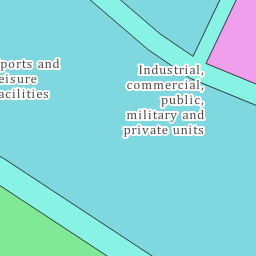 ports and
eisure
acilities
Industrial,
commercial,
public,
military and
private units